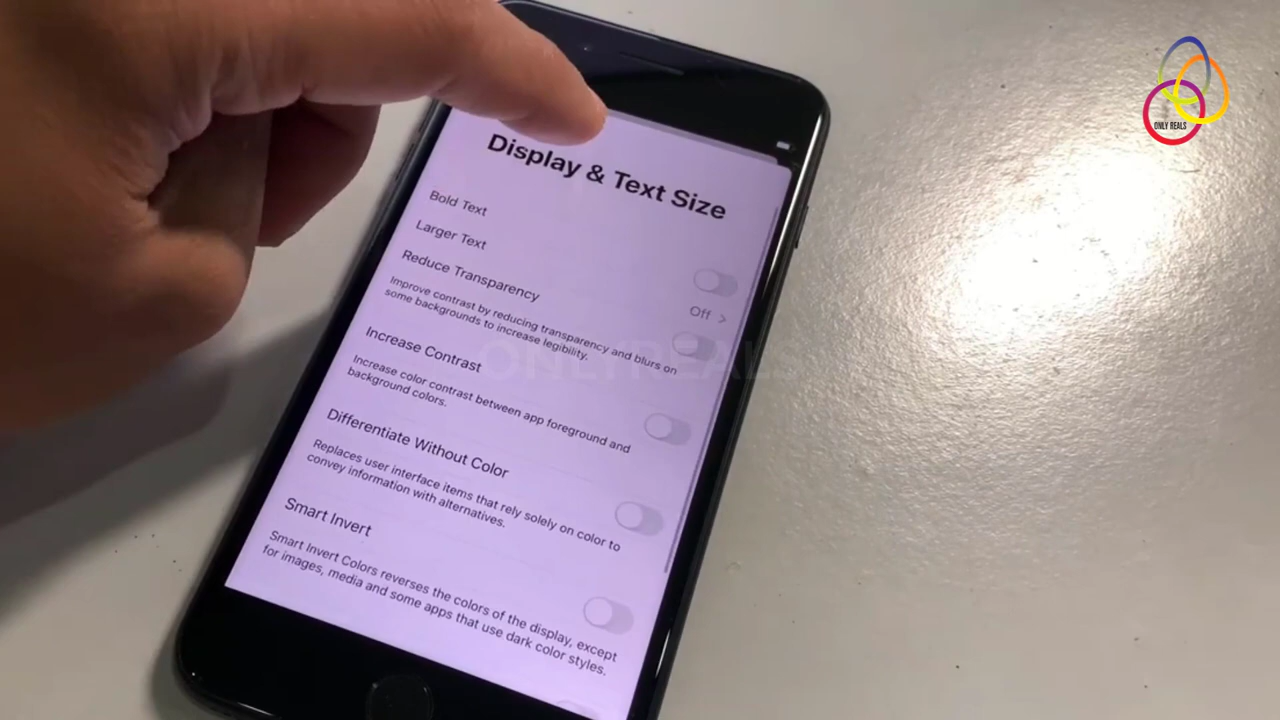 ONLY REALS
Display & Text Size
Bold Text
Larger Text
Off
Reduce Transparency
Improve contrast by reducing transparency and blurs on
some backgrounds to increase legibility.
ONLYREALS
Increase Contrast
Increase color contrast between app foreground and
background colors.
Differentiate Without Color
Replaces user interface items that rely solely on color to
convey information with alternatives.
Smart Invert
Smart Invert Colors reverses the colors of the display, except
for images, media and some apps that use dark color styles.